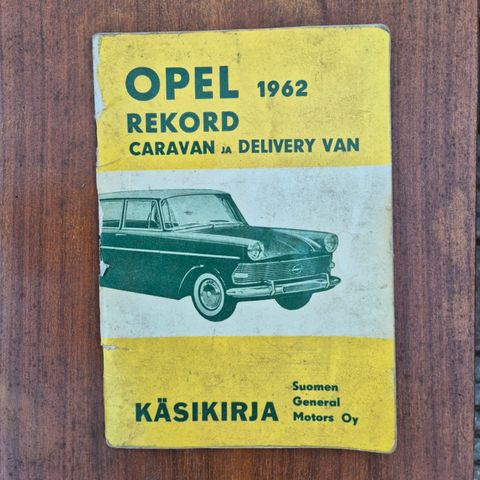 OPEL 1962
REKORD
CARAVAN JA DELIVERY VAN
KÄSIKIRJA
Suomen
General
Motors Oy